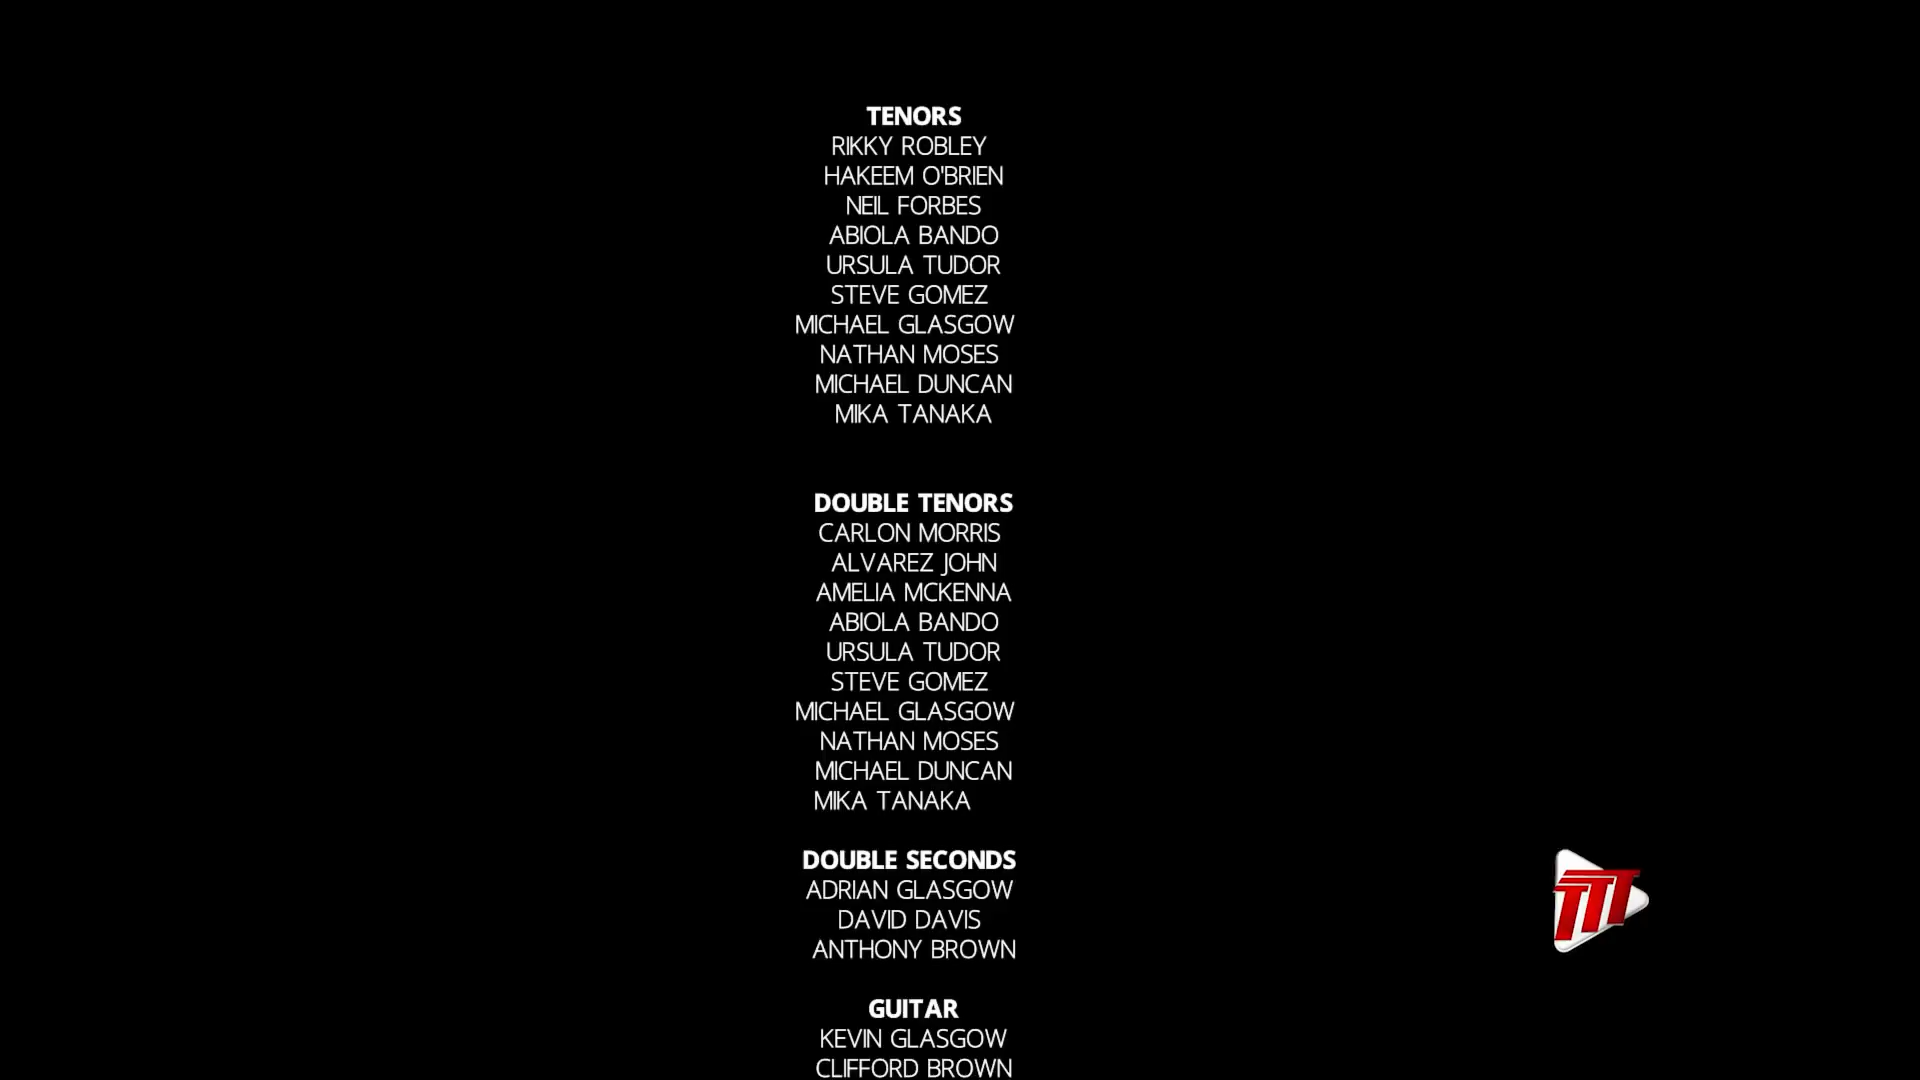 TENORS
RIKKY ROBLEY
HAKEEM O'BRIEN
NEIL FORBES
ABIOLA BANDO
URSULA TUDOR
STEVE GOMEZ
MICHAEL GLASGOW
NATHAN MOSES
MICHAEL DUNCAN
MIKA TANAKA
DOUBLE TENORS
CARLON MORRIS
ALVAREZ JOHN
AMELIA MCKENNA
ABIOLA BANDO
URSULA TUDOR
STEVE GOMEZ
MICHAEL GLASGOW
NATHAN MOSES
MICHAEL DUNCAN
MIKA TANAKA
DOUBLE SECONDS
ADRIAN GLASGOW
DAVID DAVIS
ANTHONY BROWN
GUITAR
KEVIN GLASGOW
CLIFFORD BROWN
TTT